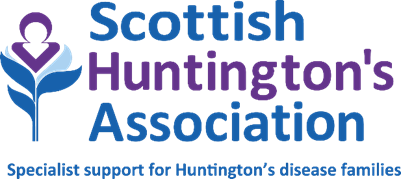 Scottish
Huntington's
Association
Specialist support for Huntington’s disease families